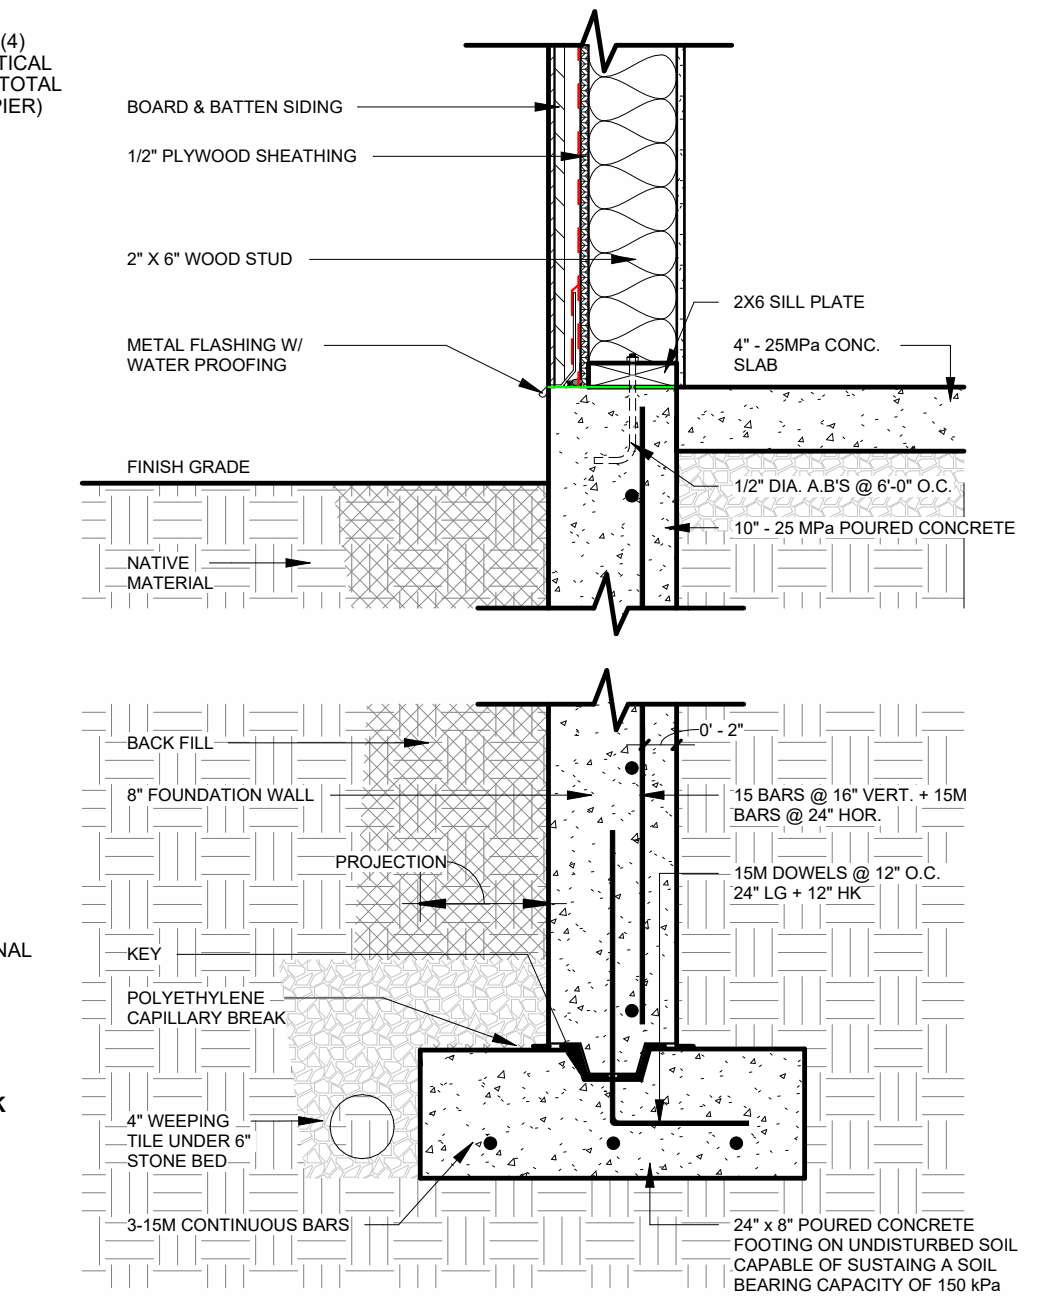 (4)
TICAL
TOTAL
PIER)
BOARD & BATTEN SIDING
1/2" PLYWOOD SHEATHING
2" X 6" WOOD STUD
2X6 SILL PLATE
METAL FLASHING W/
WATER PROOFING
4" - 25MPa CONC.
SLAB
FINISH GRADE
1/2" DIA. A.B'S @ 6'-0" O.C.
10" - 25 MPa POURED CONCRETE
NATIVE
MATERIAL
0' - 2"
BACK FILL
8" FOUNDATION WALL
15 BARS @ 16" VERT. + 15M
BARS @ 24" HOR.
PROJECTION
15M DOWELS @ 12" O.C.
24" LG + 12" HK
NAL
KEY
POLYETHYLENE
CAPILLARY BREAK
K
4" WEEPING
TILE UNDER 6"
STONE BED
3-15M CONTINUOUS BARS
24" x 8" POURED CONCRETE
FOOTING ON UNDISTURBED SOIL
CAPABLE OF SUSTAING A SOIL
BEARING CAPACITY OF 150 kPa